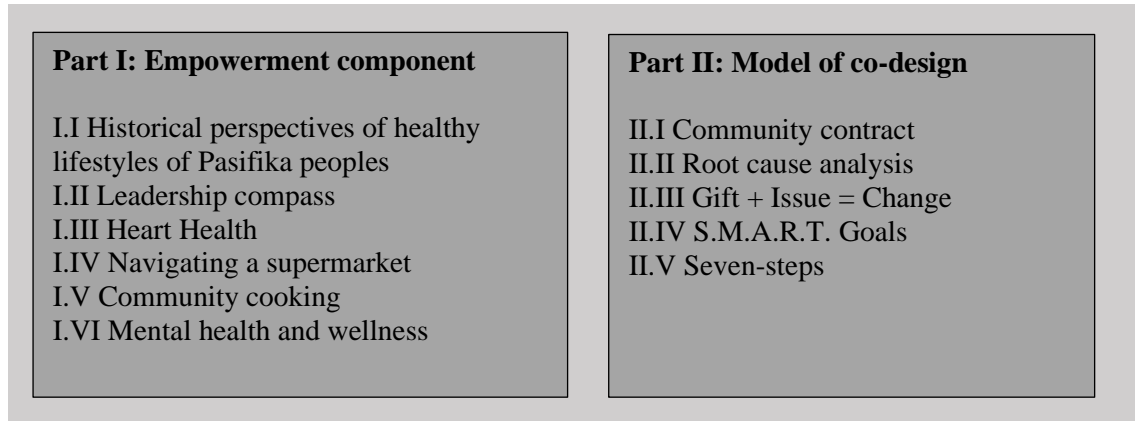 Part I: Empowerment component
I.I Historical perspectives of healthy
lifestyles of Pasifika peoples
I.II Leadership compass
I.III Heart Health
I.IV Navigating a supermarket
I.V Community cooking
I.VI Mental health and wellness
Part II: Model of co-design
II.I Community contract
II.II Root cause analysis
II.III Gift + Issue = Change
II.IV S.M.A.R.T. Goals
II.V Seven-steps